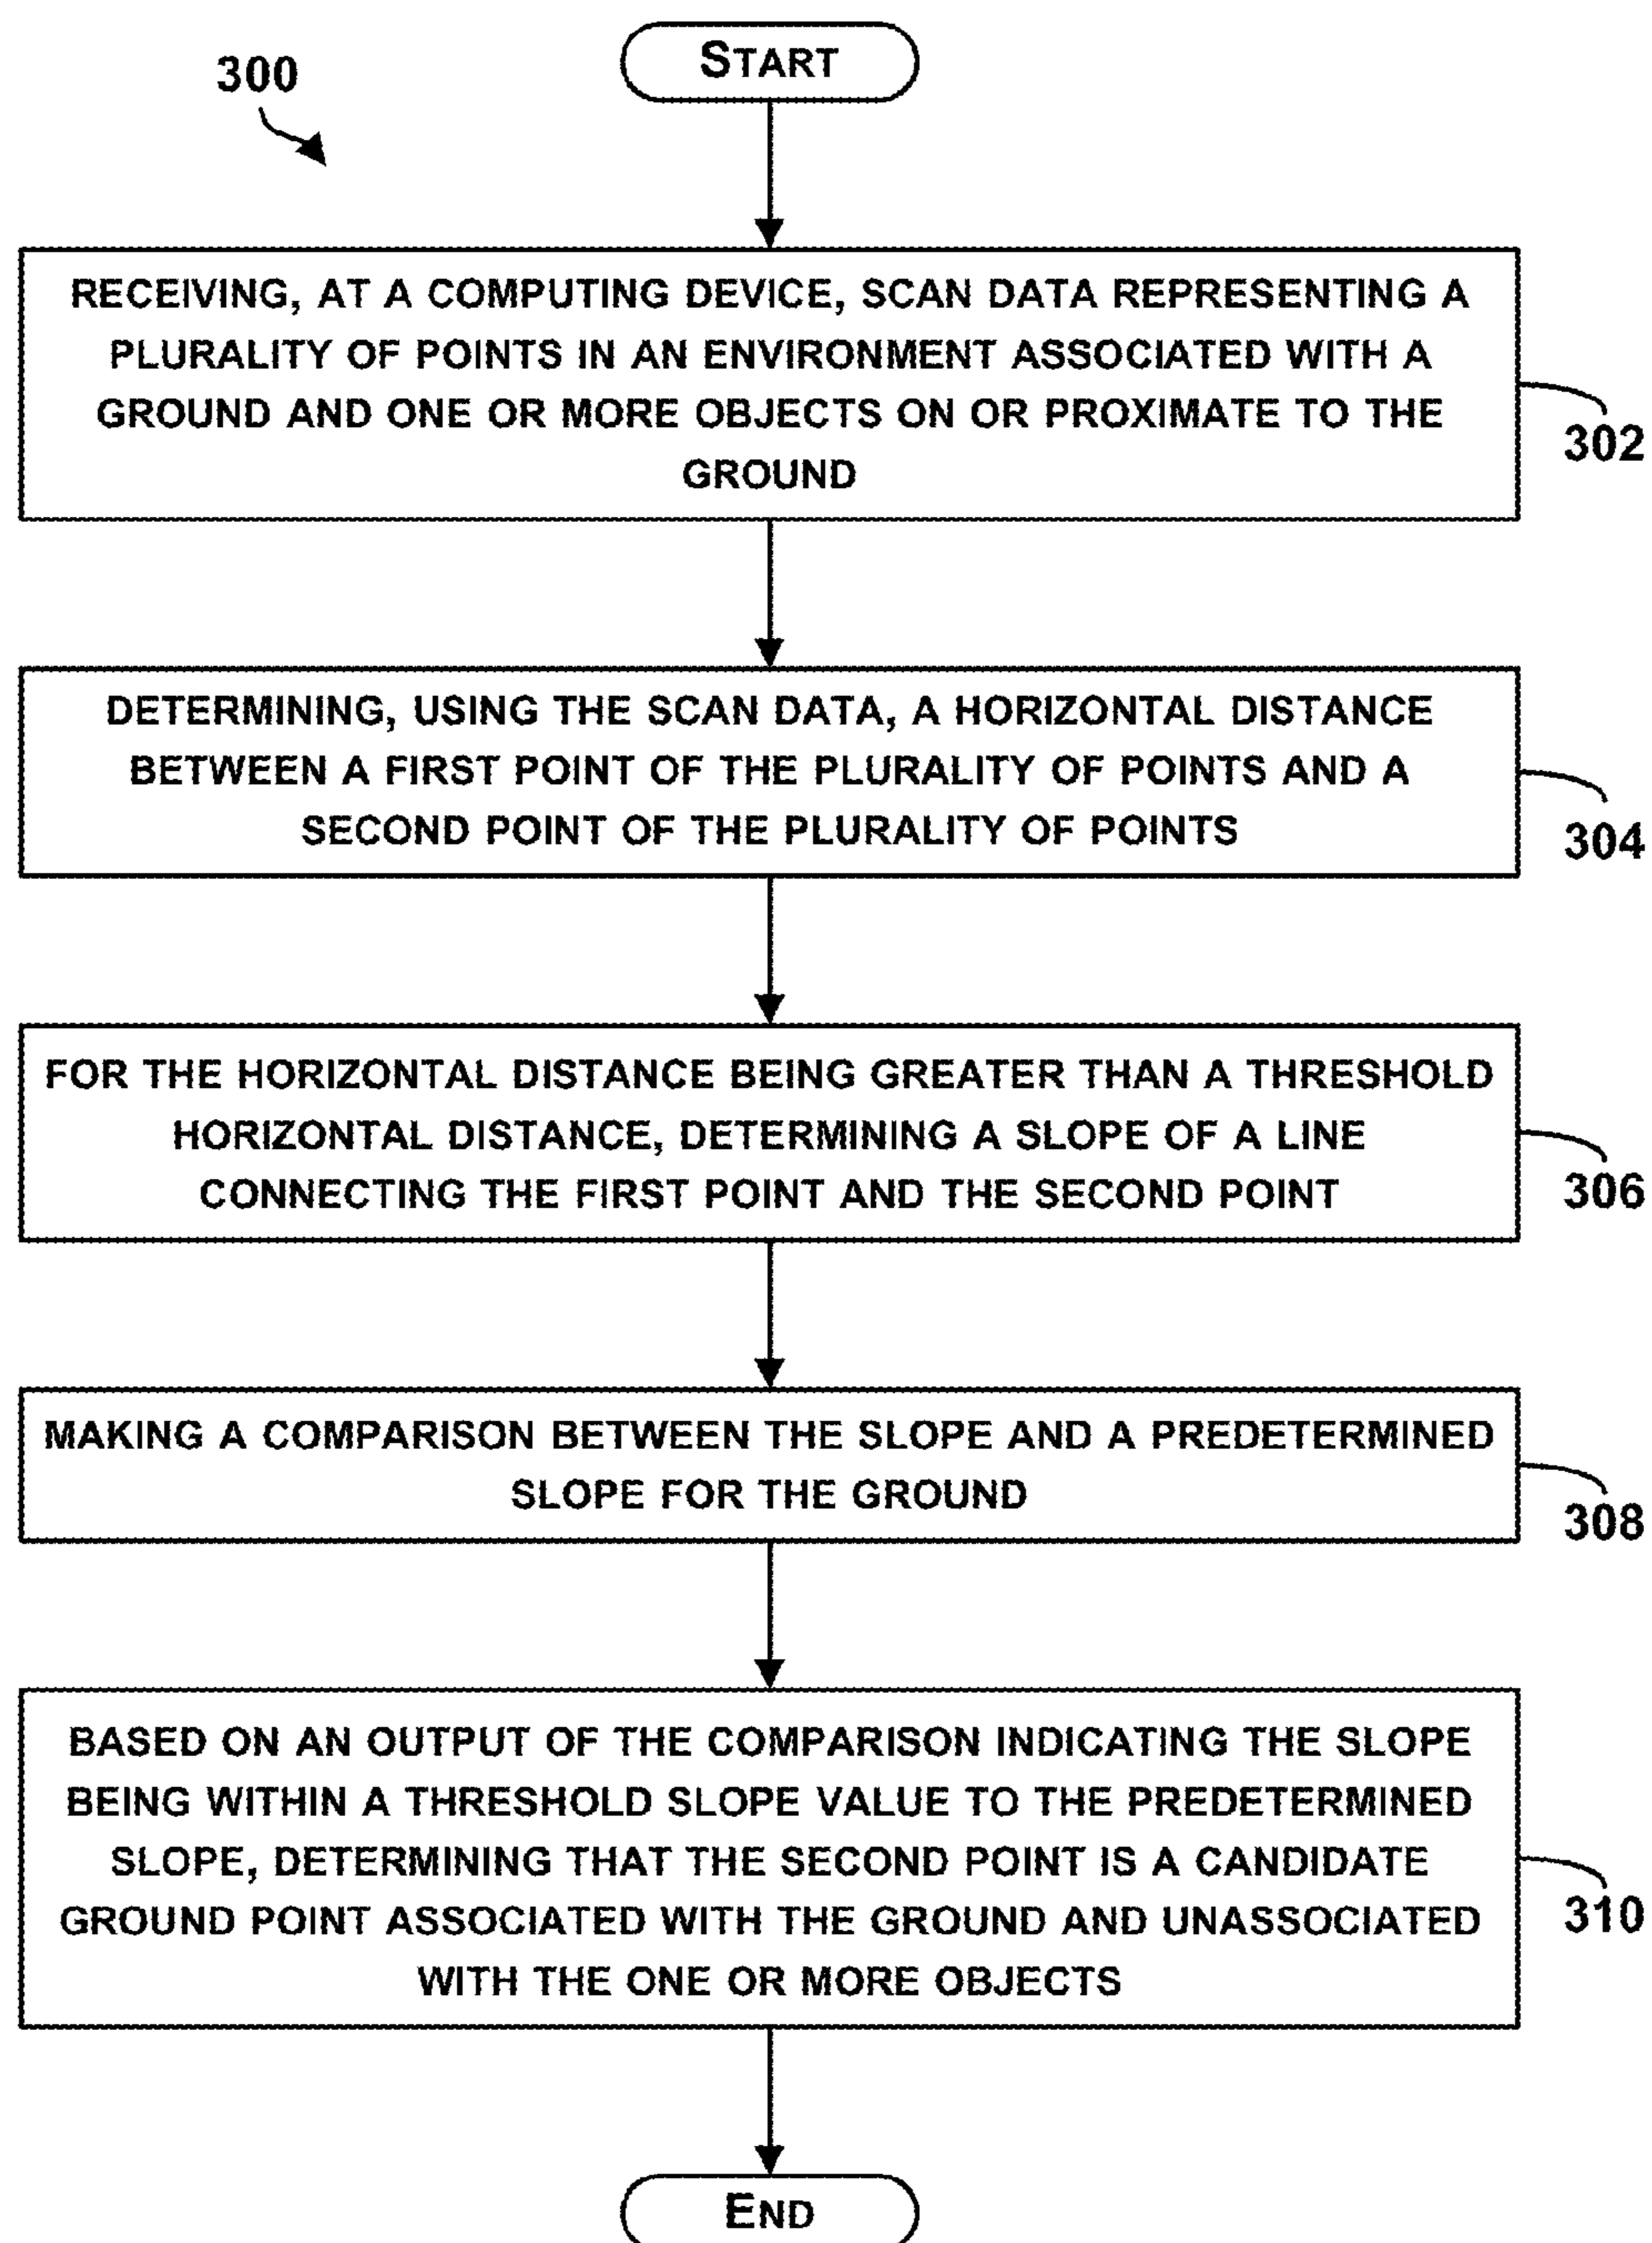 START
300
RECEIVING, AT A COMPUTING DEVICE, SCAN DATA REPRESENTING A
PLURALITY OF POINTS IN AN ENVIRONMENT ASSOCIATED WITH A
GROUND AND ONE OR MORE OBJECTS ON OR PROXIMATE TO THE
GROUND
302
DETERMINING, USING THE SCAN DATA, A HORIZONTAL DISTANCE
BETWEEN A FIRST POINT OF THE PLURALITY OF POINTS AND A
SECOND POINT OF THE PLURALITY OF POINTS
304
FOR THE HORIZONTAL DISTANCE BEING GREATER THAN A THRESHOLD
HORIZONTAL DISTANCE, DETERMINING A SLOPE OF A LINE
CONNECTING THE FIRST POINT AND THE SECOND POINT
306
MAKING A COMPARISON BETWEEN THE SLOPE AND A PREDETERMINED
SLOPE FOR THE GROUND
308
BASED ON AN OUTPUT OF THE COMPARISON INDICATING THE SLOPE
BEING WITHIN A THRESHOLD SLOPE VALUE TO THE PREDETERMINED
SLOPE, DETERMINING THAT THE SECOND POINT IS A CANDIDATE
GROUND POINT ASSOCIATED WITH THE GROUND AND UNASSOCIATED
WITH THE ONE OR MORE OBJECTS
310
END